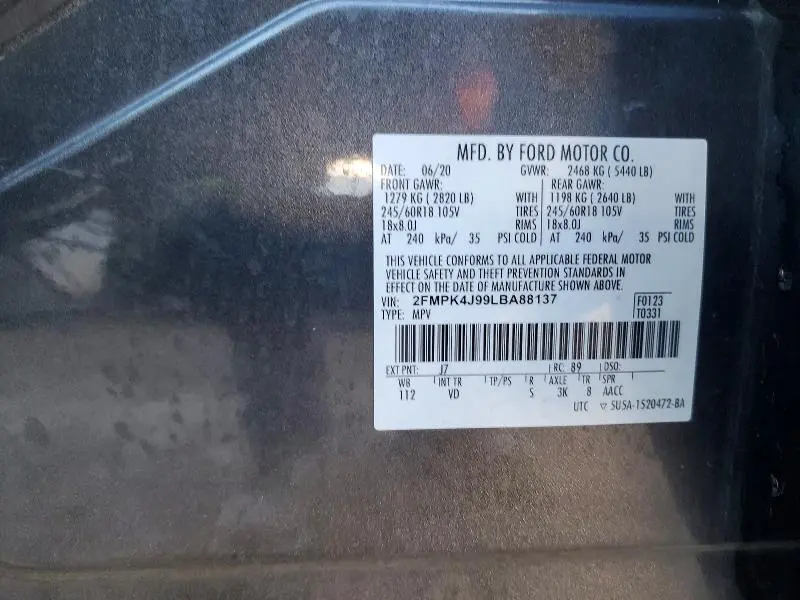 MFD. BY FORD MOTOR CO.
DATE: 06/20 GVWR: 2468 KG ( 5440 LB)
FRONT GAWR: REAR GAWR:
1279 KG ( 2820 LB) WITH 1198 KG ( 2640 LB) WITH
245/60R18 105V TIRES 245/60R18 105V TIRES
18x8.0J RIMS 18x8.0J RIMS
AT 240 kPa/ 35 PSI COLD AT 240 kPa/ 35 PSI COLD
THIS VEHICLE CONFORMS TO ALL APPLICABLE FEDERAL MOTOR
VEHICLE SAFETY AND THEFT PREVENTION STANDARDS IN
EFFECT ON THE DATE OF MANUFACTURE SHOWN ABOVE.
VIN: 2FMPK4J99LBA88137 F0123
TYPE: MPV T0331
EXT PNT: J7 RC: 89 DSO:
WB INT TR TP/PS R AXLE TR SPR
112 VD S 3K 8 AACC
UTC ▽ SU5A-1520472-BA